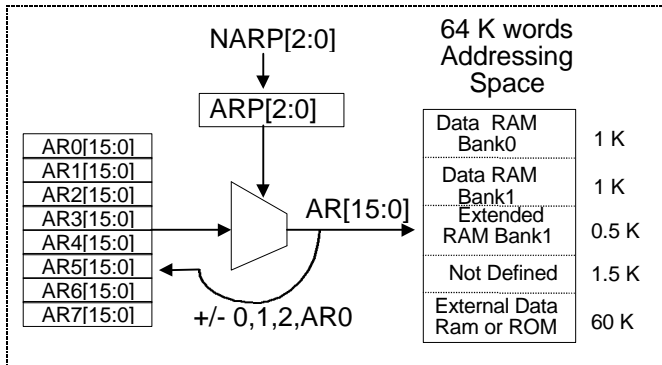 NARP[2:0]
ARP[2:0]
AR0[15:0]
AR1[15:0]
AR2[15:0]
AR3[15:0]
AR4[15:0]
AR5[15:0]
AR6[15:0]
AR7[15:0]
AR[15:0]
+/- 0,1,2,AR0
64 K words
Addressing
Space
Data RAM
Bank0
1 K
Data RAM
Bank1
1 K
Extended
RAM Bank1
0.5 K
Not Defined
1.5 K
External Data
Ram or ROM
60 K